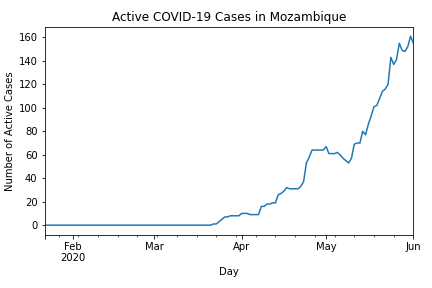 Active COVID-19 Cases in Mozambique
Number of Active Cases
160
140
120
100
80
60
40
20
0
Feb Mar Apr May Jun
2020
Day